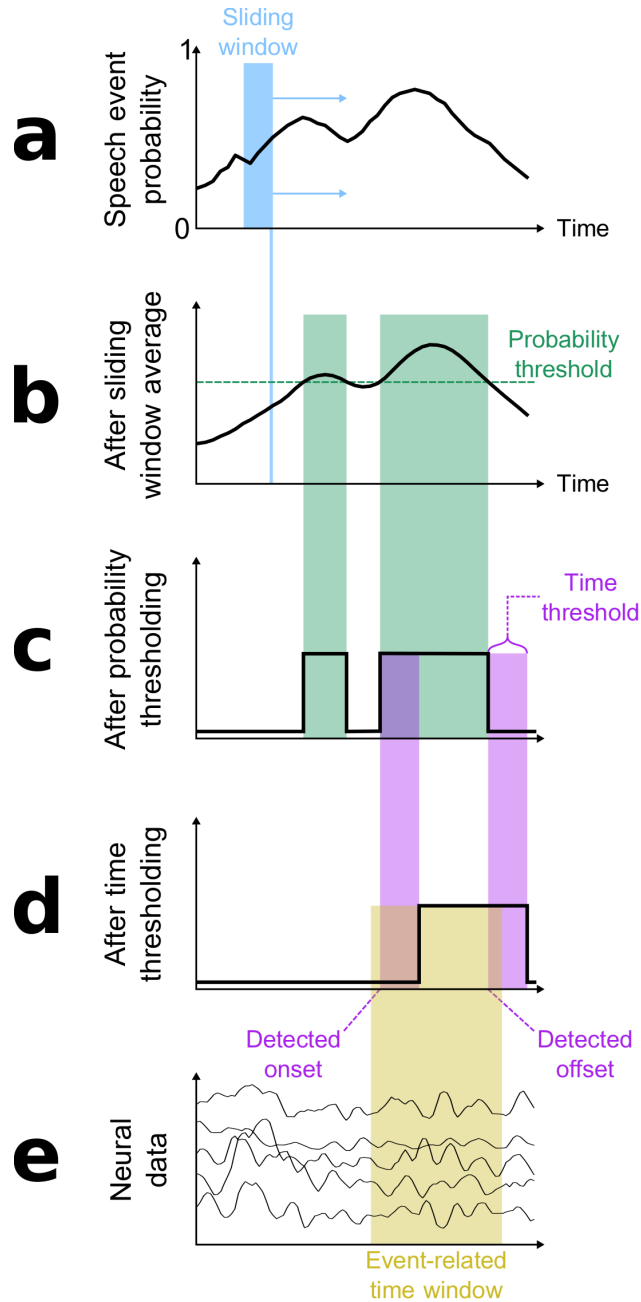 Sliding
window
a
Speech event
probability
1
0
Time
b
After sliding
window average
Probability
threshold
Time
c
After probability
thresholding
Time
threshold
d
After time
thresholding
Detected
onset
Detected
offset
e
Neural
data
Event-related
time window